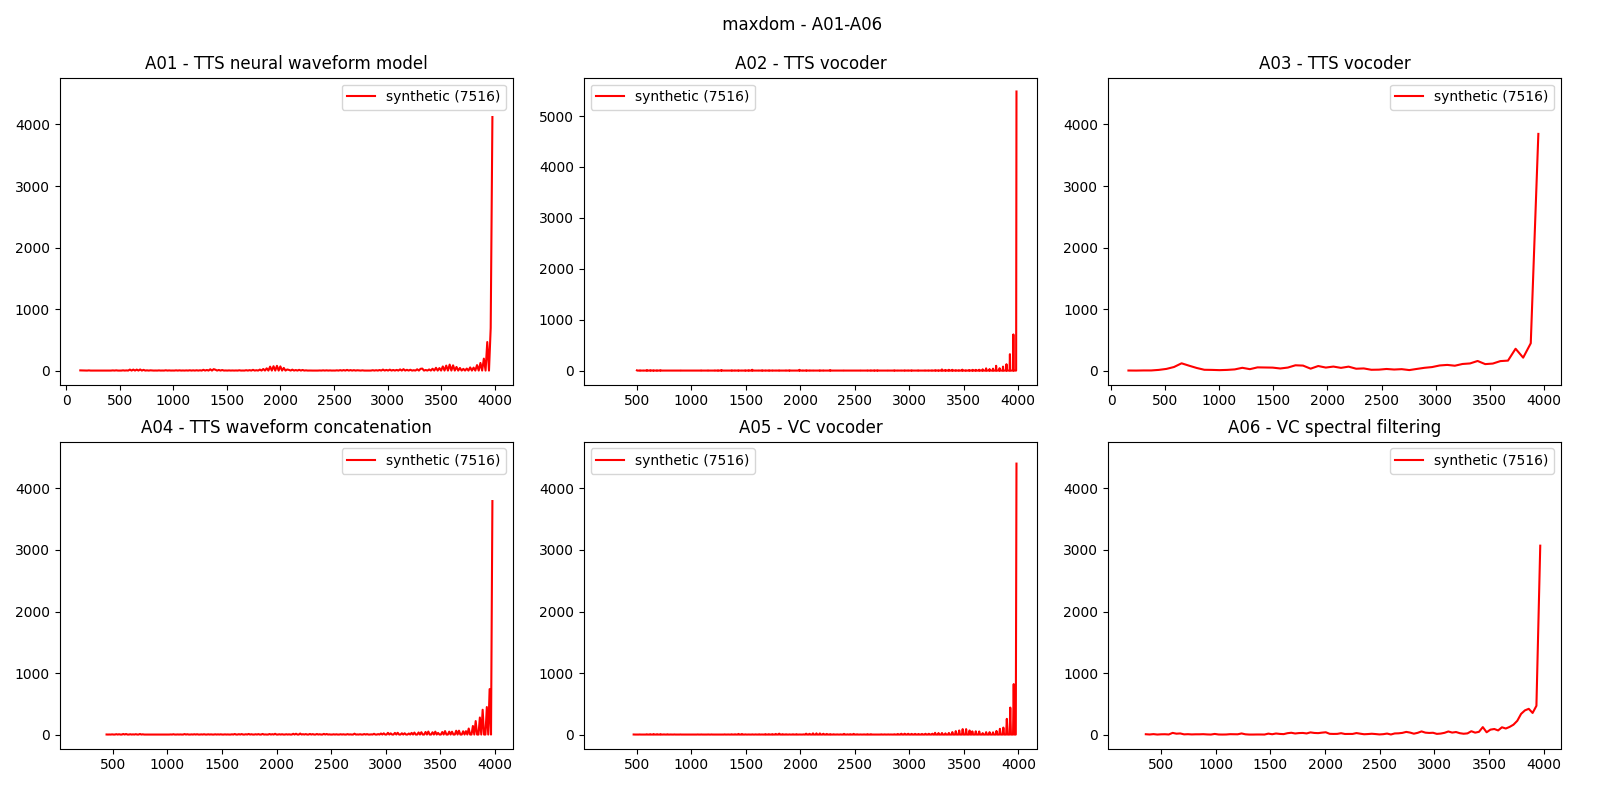 maxdom - A01-A06
A01 - TTS neural waveform model
synthetic (7516)
4000
3000
2000
1000
0
0 500 1000 1500 2000 2500 3000 3500 4000
A02 - TTS vocoder
synthetic (7516)
5000
4000
3000
2000
1000
0
500 1000 1500 2000 2500 3000 3500 4000
A03 - TTS vocoder
synthetic (7516)
4000
3000
2000
1000
0
0 500 1000 1500 2000 2500 3000 3500 4000
A04 - TTS waveform concatenation
synthetic (7516)
4000
3000
2000
1000
0
500 1000 1500 2000 2500 3000 3500 4000
A05 - VC vocoder
synthetic (7516)
4000
3000
2000
1000
0
500 1000 1500 2000 2500 3000 3500 4000
A06 - VC spectral filtering
synthetic (7516)
4000
3000
2000
1000
0
500 1000 1500 2000 2500 3000 3500 4000